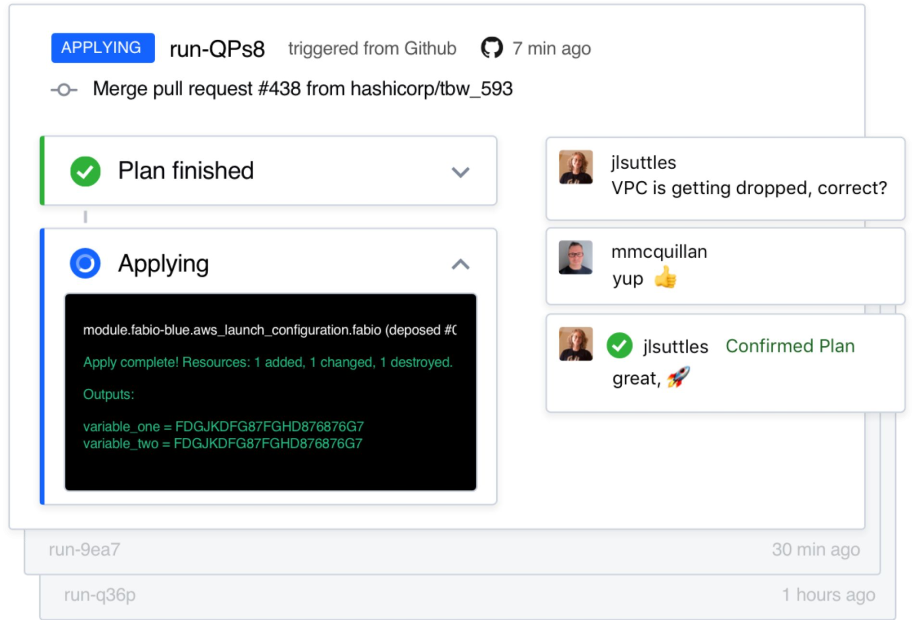 APPLYING run-QPs8 triggered from Github 7 min ago
Merge pull request #438 from hashicorp/tbw_593
Plan finished
Applying
module.fabio-blue.aws_launch_configuration.fabio (deposed #0
Apply complete! Resources: 1 added, 1 changed, 1 destroyed.
Outputs:
variable_one = FDGJKDFG87FGHD876876G7
variable_two = FDGJKDFG87FGHD876876G7
jlsuttles
VPC is getting dropped, correct?
mmcquillan
yup 👍
jlsuttles Confirmed Plan
great, 🚀
run-9ea7 30 min ago
run-q36p 1 hours ago